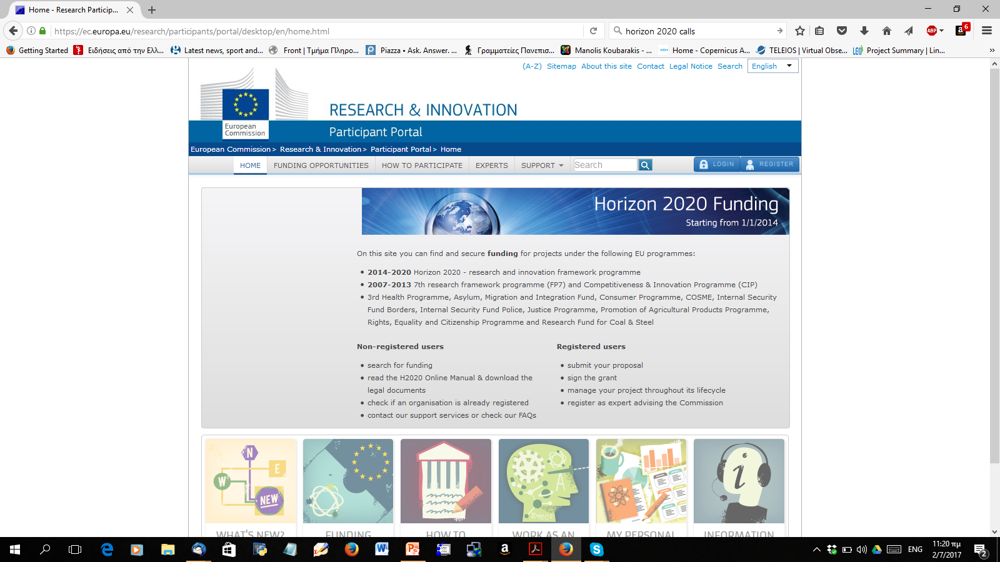 Home - Research Particip...
https://ec.europa.eu/research/participants/portal/desktop/en/home.html
horizon 2020 calls
ABP
6
Getting Started
Ειδήσεις από την Ελλ...
Latest news, sport and...
Front | Τμήμα Πληρο...
Piazza • Ask. Answer. ...
Γραμματείες Πανεπισ...
Manolis Koubarakis - ...
Home - Copernicus A...
TELEIOS | Virtual Obse...
Project Summary | Lin...
(A-Z) Sitemap About this site Contact Legal Notice Search English
European
Commission
RESEARCH & INNOVATION
Participant Portal
European Commission > Research & Innovation > Participant Portal > Home
HOME FUNDING OPPORTUNITIES HOW TO PARTICIPATE EXPERTS SUPPORT Search LOGIN REGISTER
Horizon 2020 Funding
Starting from 1/1/2014
On this site you can find and secure funding for projects under the following EU programmes:
• 2014-2020 Horizon 2020 - research and innovation framework programme
• 2007-2013 7th research framework programme (FP7) and Competitiveness & Innovation Programme (CIP)
• 3rd Health Programme, Asylum, Migration and Integration Fund, Consumer Programme, COSME, Internal Security
Fund Borders, Internal Security Fund Police, Justice Programme, Promotion of Agricultural Products Programme,
Rights, Equality and Citizenship Programme and Research Fund for Coal & Steel
Non-registered users
• search for funding
• read the H2020 Online Manual & download the
legal documents
• check if an organisation is already registered
• contact our support services or check our FAQs
Registered users
• submit your proposal
• sign the grant
• manage your project throughout its lifecycle
• register as expert advising the Commission
N
E
W
NEW
A
E=MC²
i
WHAT'S NEW?
FUNDING
HOW TO
WORK AS AN
MY PERSONAL
INFORMATION
ENG
11:20 πμ
2/7/2017
2